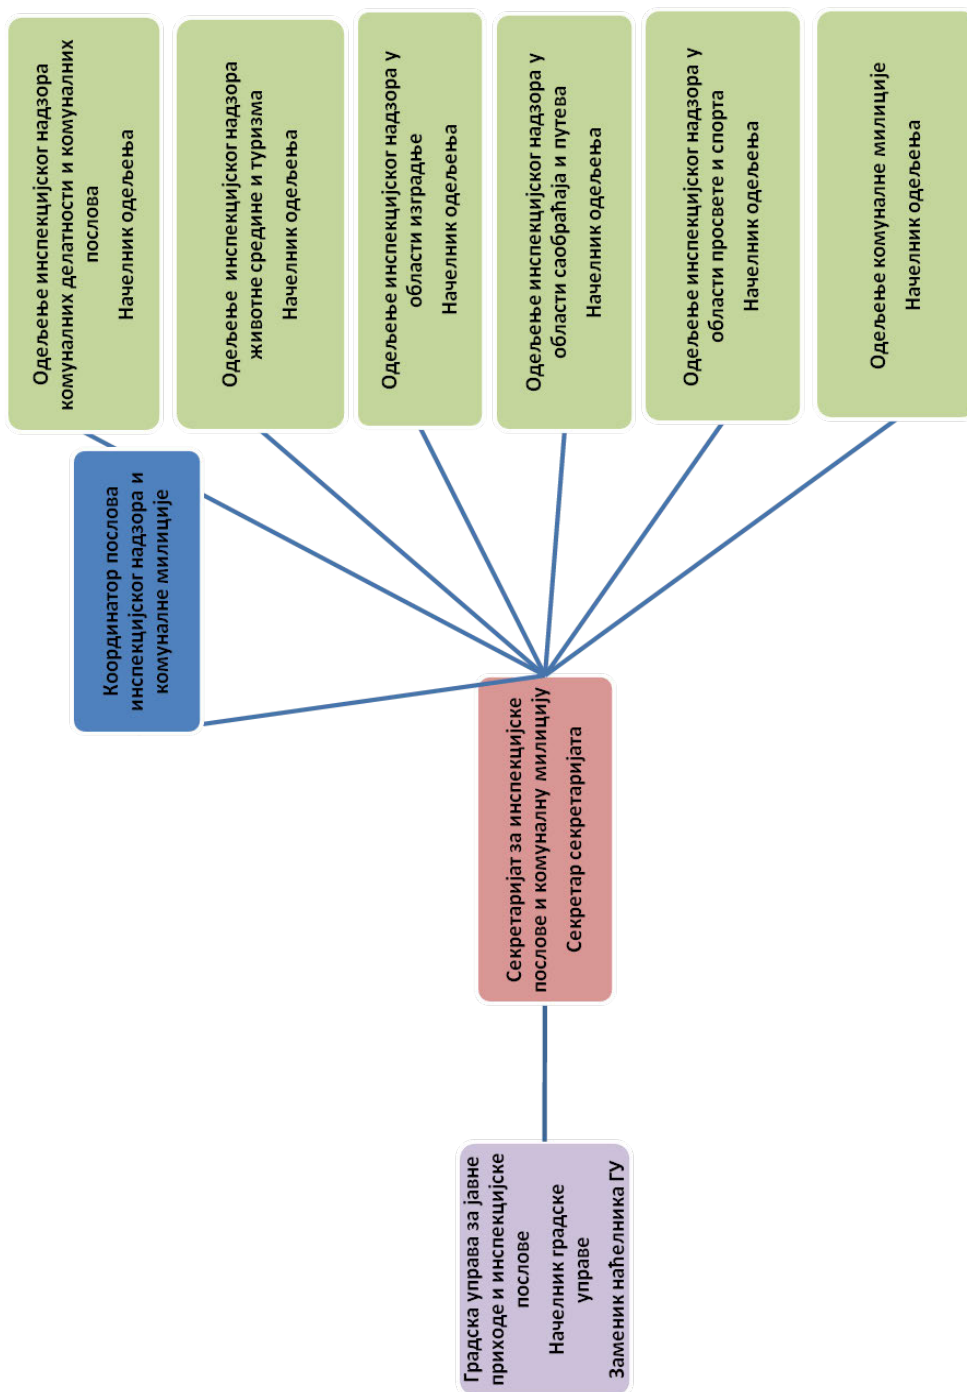 Градска управа за јавне
приходе и инспекцијске
послове
Начелник градске
управе
Заменик наћелника ГУ
Секретаријат за инспекцијске
послове и комуналну милицију
Секретар секретаријата
Координатор послова
инспекцијског надзора и
комуналне милиције
Одељење инспекцијског надзора
комуналних делатности и комуналних
послова
Начелник одељења
Одељење инспекцијског надзора
животне средине и туризма
Начелник одељења
Одељење инспекцијског надзора у
области изградње
Начелник одељења
Одељење инспекцијског надзора у
области саобраћаја и путева
Начелник одељења
Одељење инспекцијског надзора у
области просвете и спорта
Начелник одељења
Одељење комуналне милиције
Начелник одељења